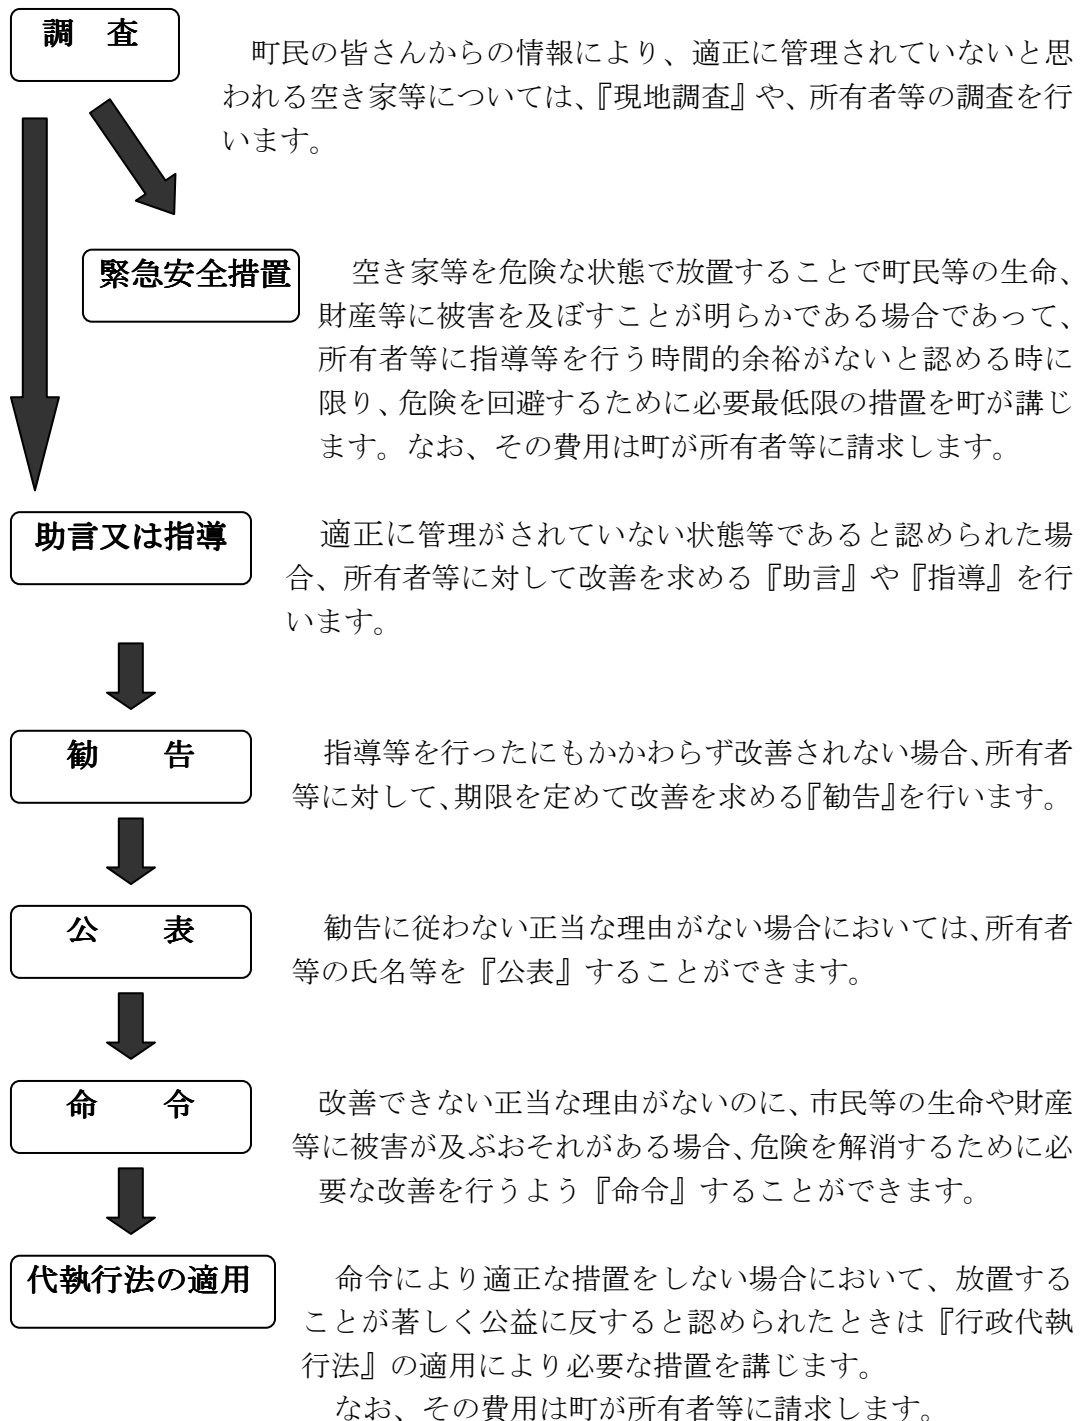 調　査
　町民の皆さんからの情報により、適正に管理されていないと思
われる空き家等については、『現地調査』や、所有者等の調査を行
います。
緊急安全措置
　空き家等を危険な状態で放置することで町民等の生命、
財産等に被害を及ぼすことが明らかである場合であって、
所有者等に指導等を行う時間的余裕がないと認める時に
限り、危険を回避するために必要最低限の措置を町が講じ
ます。なお、その費用は町が所有者等に請求します。
助言又は指導
　適正に管理がされていない状態等であると認められた場
合、所有者等に対して改善を求める『助言』や『指導』を行
います。
勧　　告
　指導等を行ったにもかかわらず改善されない場合、所有者
等に対して、期限を定めて改善を求める『勧告』を行います。
公　　表
　勧告に従わない正当な理由がない場合においては、所有者
等の氏名等を『公表』することができます。
命　　令
　改善できない正当な理由がないのに、市民等の生命や財産
等に被害が及ぶおそれがある場合、危険を解消するために必
要な改善を行うよう『命令』することができます。
代執行法の適用
　命令により適正な措置をしない場合において、放置する
ことが著しく公益に反すると認められたときは『行政代執
行法』の適用により必要な措置を講じます。
　なお、その費用は町が所有者等に請求します。